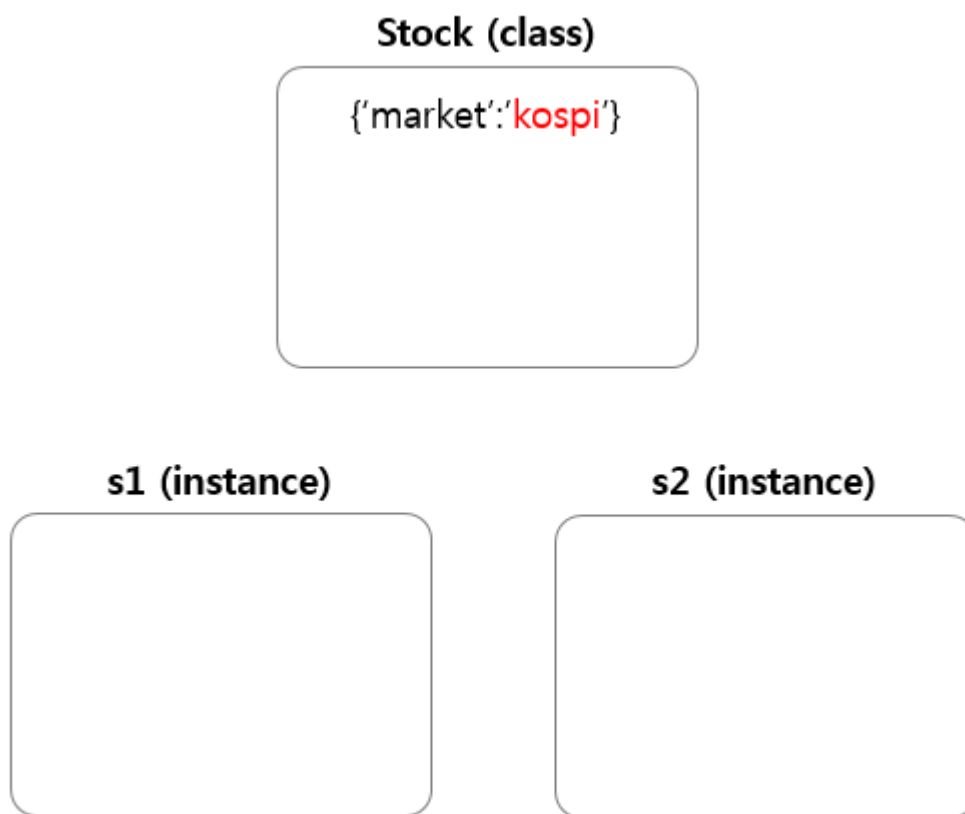 Stock (class)
{‘market’:‘kospi’}
s1 (instance)
s2 (instance)